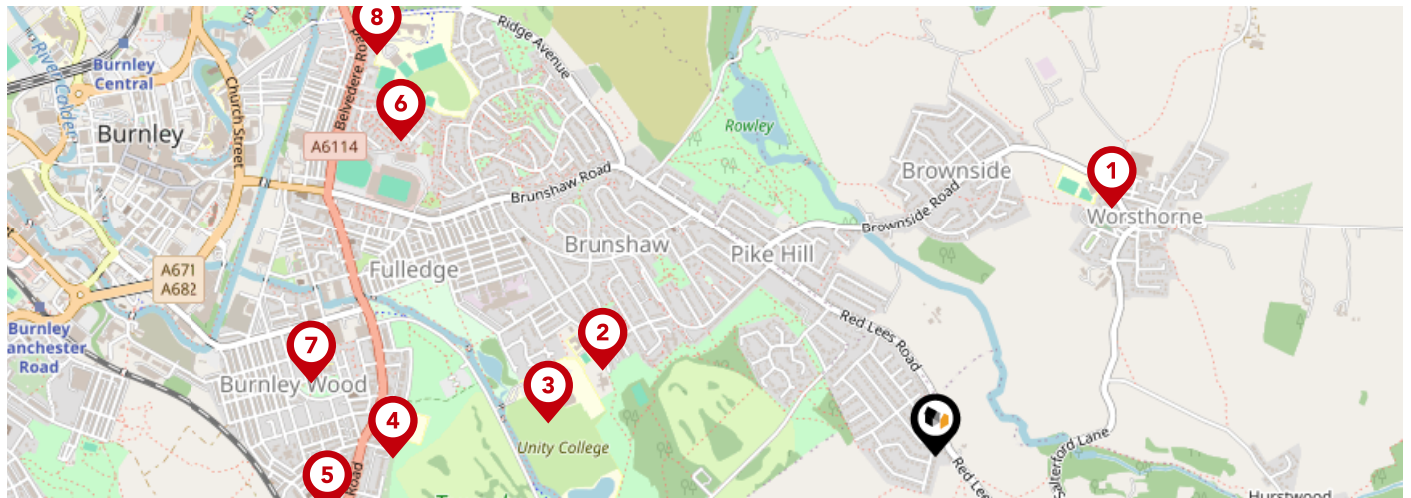 8
Ridge Avenue
River Calder
Burnley
Central
Belvedere Road
Church Street
6
Rowley
Burnley
A6114
1
Brownside
Brunshaw Road
Brownside Road
Worsthorne
Brunshaw
Pike Hill
Fulledge
A671
A682
Burnley
anchester
Road
2
Red Lees Road
7
Burnley Wood
3
4
Unity College
5
Road
Red Lees
Salterford Lane
Hurstwood